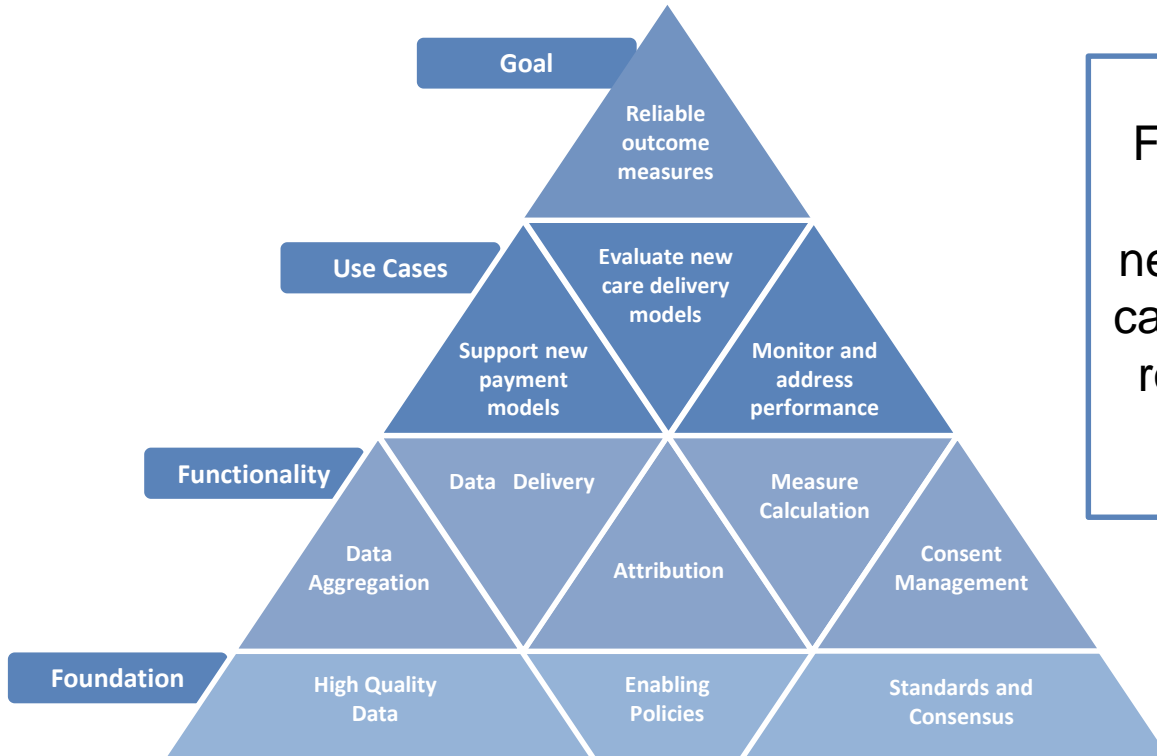 Goal
Reliable
outcome
measures
Use Cases
Evaluate new
care delivery
models
Support new
payment
models
Monitor and
address
performance
Functionality
Data Delivery
Measure
Calculation
Data
Aggregation
Attribution
Consent
Management
Foundation
High Quality
Data
Enabling
Policies
Standards and
Consensus